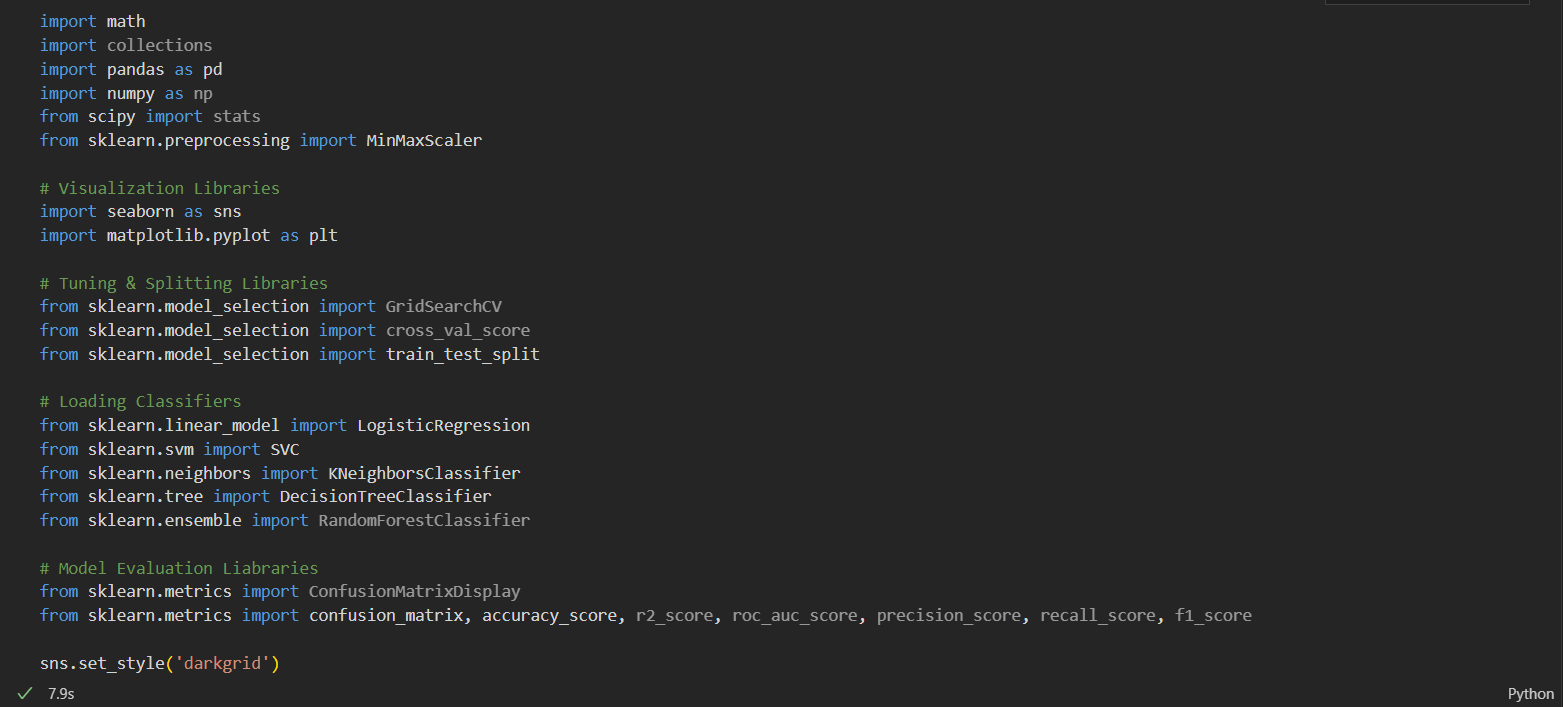 import math
import collections
import pandas as pd
import numpy as np
from scipy import stats
from sklearn.preprocessing import MinMaxScaler
# Visualization Libraries
import seaborn as sns
import matplotlib.pyplot as plt
# Tuning & Splitting Libraries
from sklearn.model_selection import GridSearchCV
from sklearn.model_selection import cross_val_score
from sklearn.model_selection import train_test_split
# Loading Classifiers
from sklearn.linear_model import LogisticRegression
from sklearn.svm import SVC
from sklearn.neighbors import KNeighborsClassifier
from sklearn.tree import DecisionTreeClassifier
from sklearn.ensemble import RandomForestClassifier
# Model Evaluation Liabraries
from sklearn.metrics import ConfusionMatrixDisplay
from sklearn.metrics import confusion_matrix, accuracy_score, r2_score, roc_auc_score, precision_score, recall_score, f1_score
sns.set_style('darkgrid')
7.9s
Python